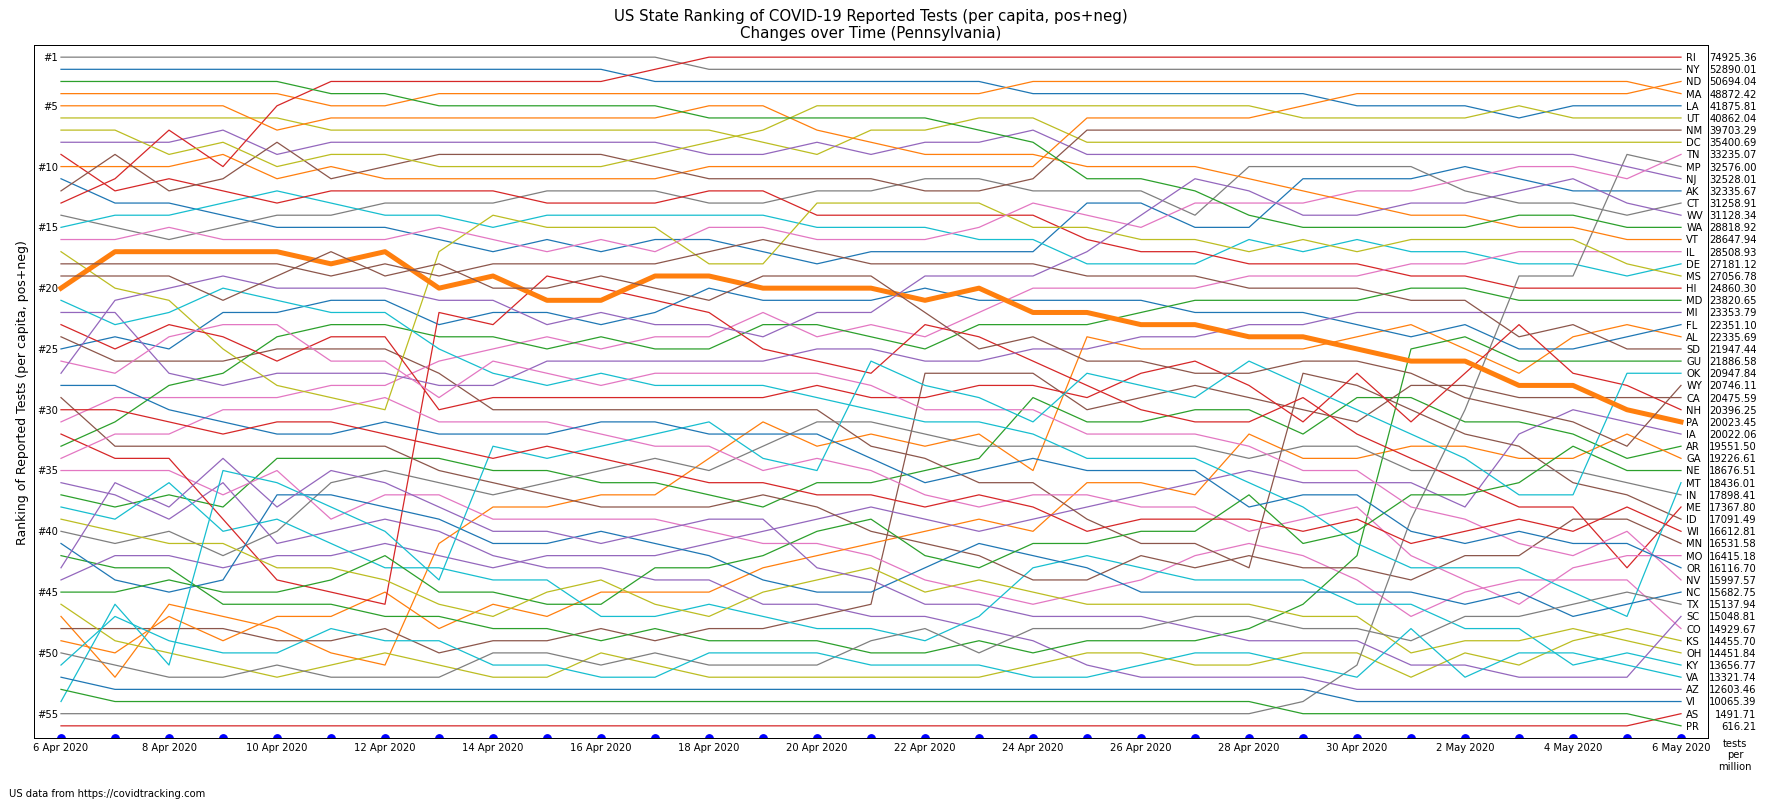 US State Ranking of COVID-19 Reported Tests (per capita, pos+neg)
Changes over Time (Pennsylvania)
Ranking of Reported Tests (per capita, pos+neg)
#1
#5
#10
#15
#20
#25
#30
#35
#40
#45
#50
#55
RI 74925.36
NY 52890.01
ND 50694.04
MA 48872.42
LA 41875.81
UT 40862.04
NM 39703.29
DC 35400.69
TN 33235.07
MP 32576.00
NJ 32528.01
AK 32335.67
CT 31258.91
WV 31128.34
WA 28818.92
VT 28647.94
IL 28508.93
DE 27181.12
MS 27056.78
HI 24860.30
MD 23820.65
MI 23353.79
FL 22351.10
AL 22335.69
SD 21947.44
GU 21886.58
OK 20947.84
WY 20746.11
CA 20475.59
NH 20396.25
PA 20023.45
IA 20022.06
AR 19551.50
GA 19226.61
NE 18676.51
MT 18436.01
IN 17898.41
ME 17367.80
ID 17091.49
WI 16612.81
MN 16531.58
MO 16415.18
OR 16116.70
NV 15997.57
NC 15682.75
TX 15137.94
SC 15048.81
CO 14929.67
KS 14455.70
OH 14451.84
KY 13656.77
VA 13321.74
AZ 12603.46
VI 10065.39
AS 1491.71
PR 616.21
6 Apr 2020 8 Apr 2020 10 Apr 2020 12 Apr 2020 14 Apr 2020 16 Apr 2020 18 Apr 2020 20 Apr 2020 22 Apr 2020 24 Apr 2020 26 Apr 2020 28 Apr 2020 30 Apr 2020 2 May 2020 4 May 2020 6 May 2020
tests
per
million
US data from https://covidtracking.com